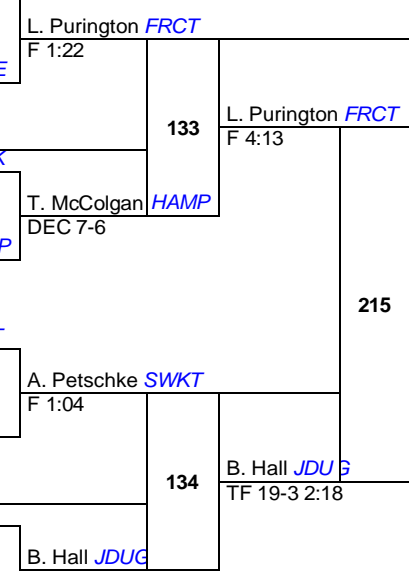 L. Purington FRCT
F 1:22
E
133
L. Purington FRCT
F 4:13
K
T. McColgan HAMP
DEC 7-6
P
215
A. Petschke SWKT
F 1:04
134
B. Hall JDUG
TF 19-3 2:18
B. Hall JDUG